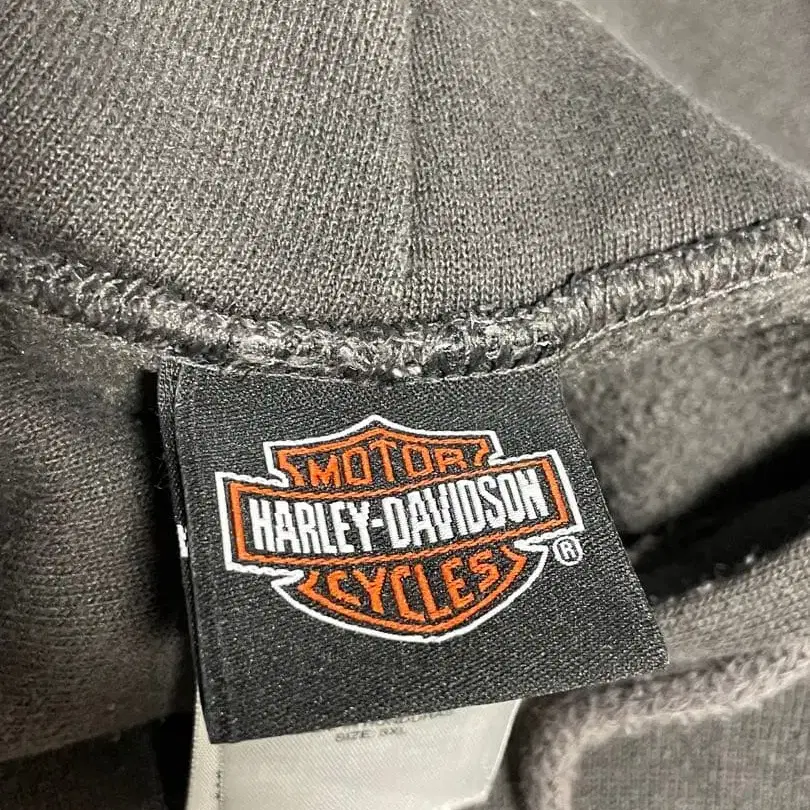 MOTOR
HARLEY-DAVIDSON
®
CYCLES
SIZE: 3XL